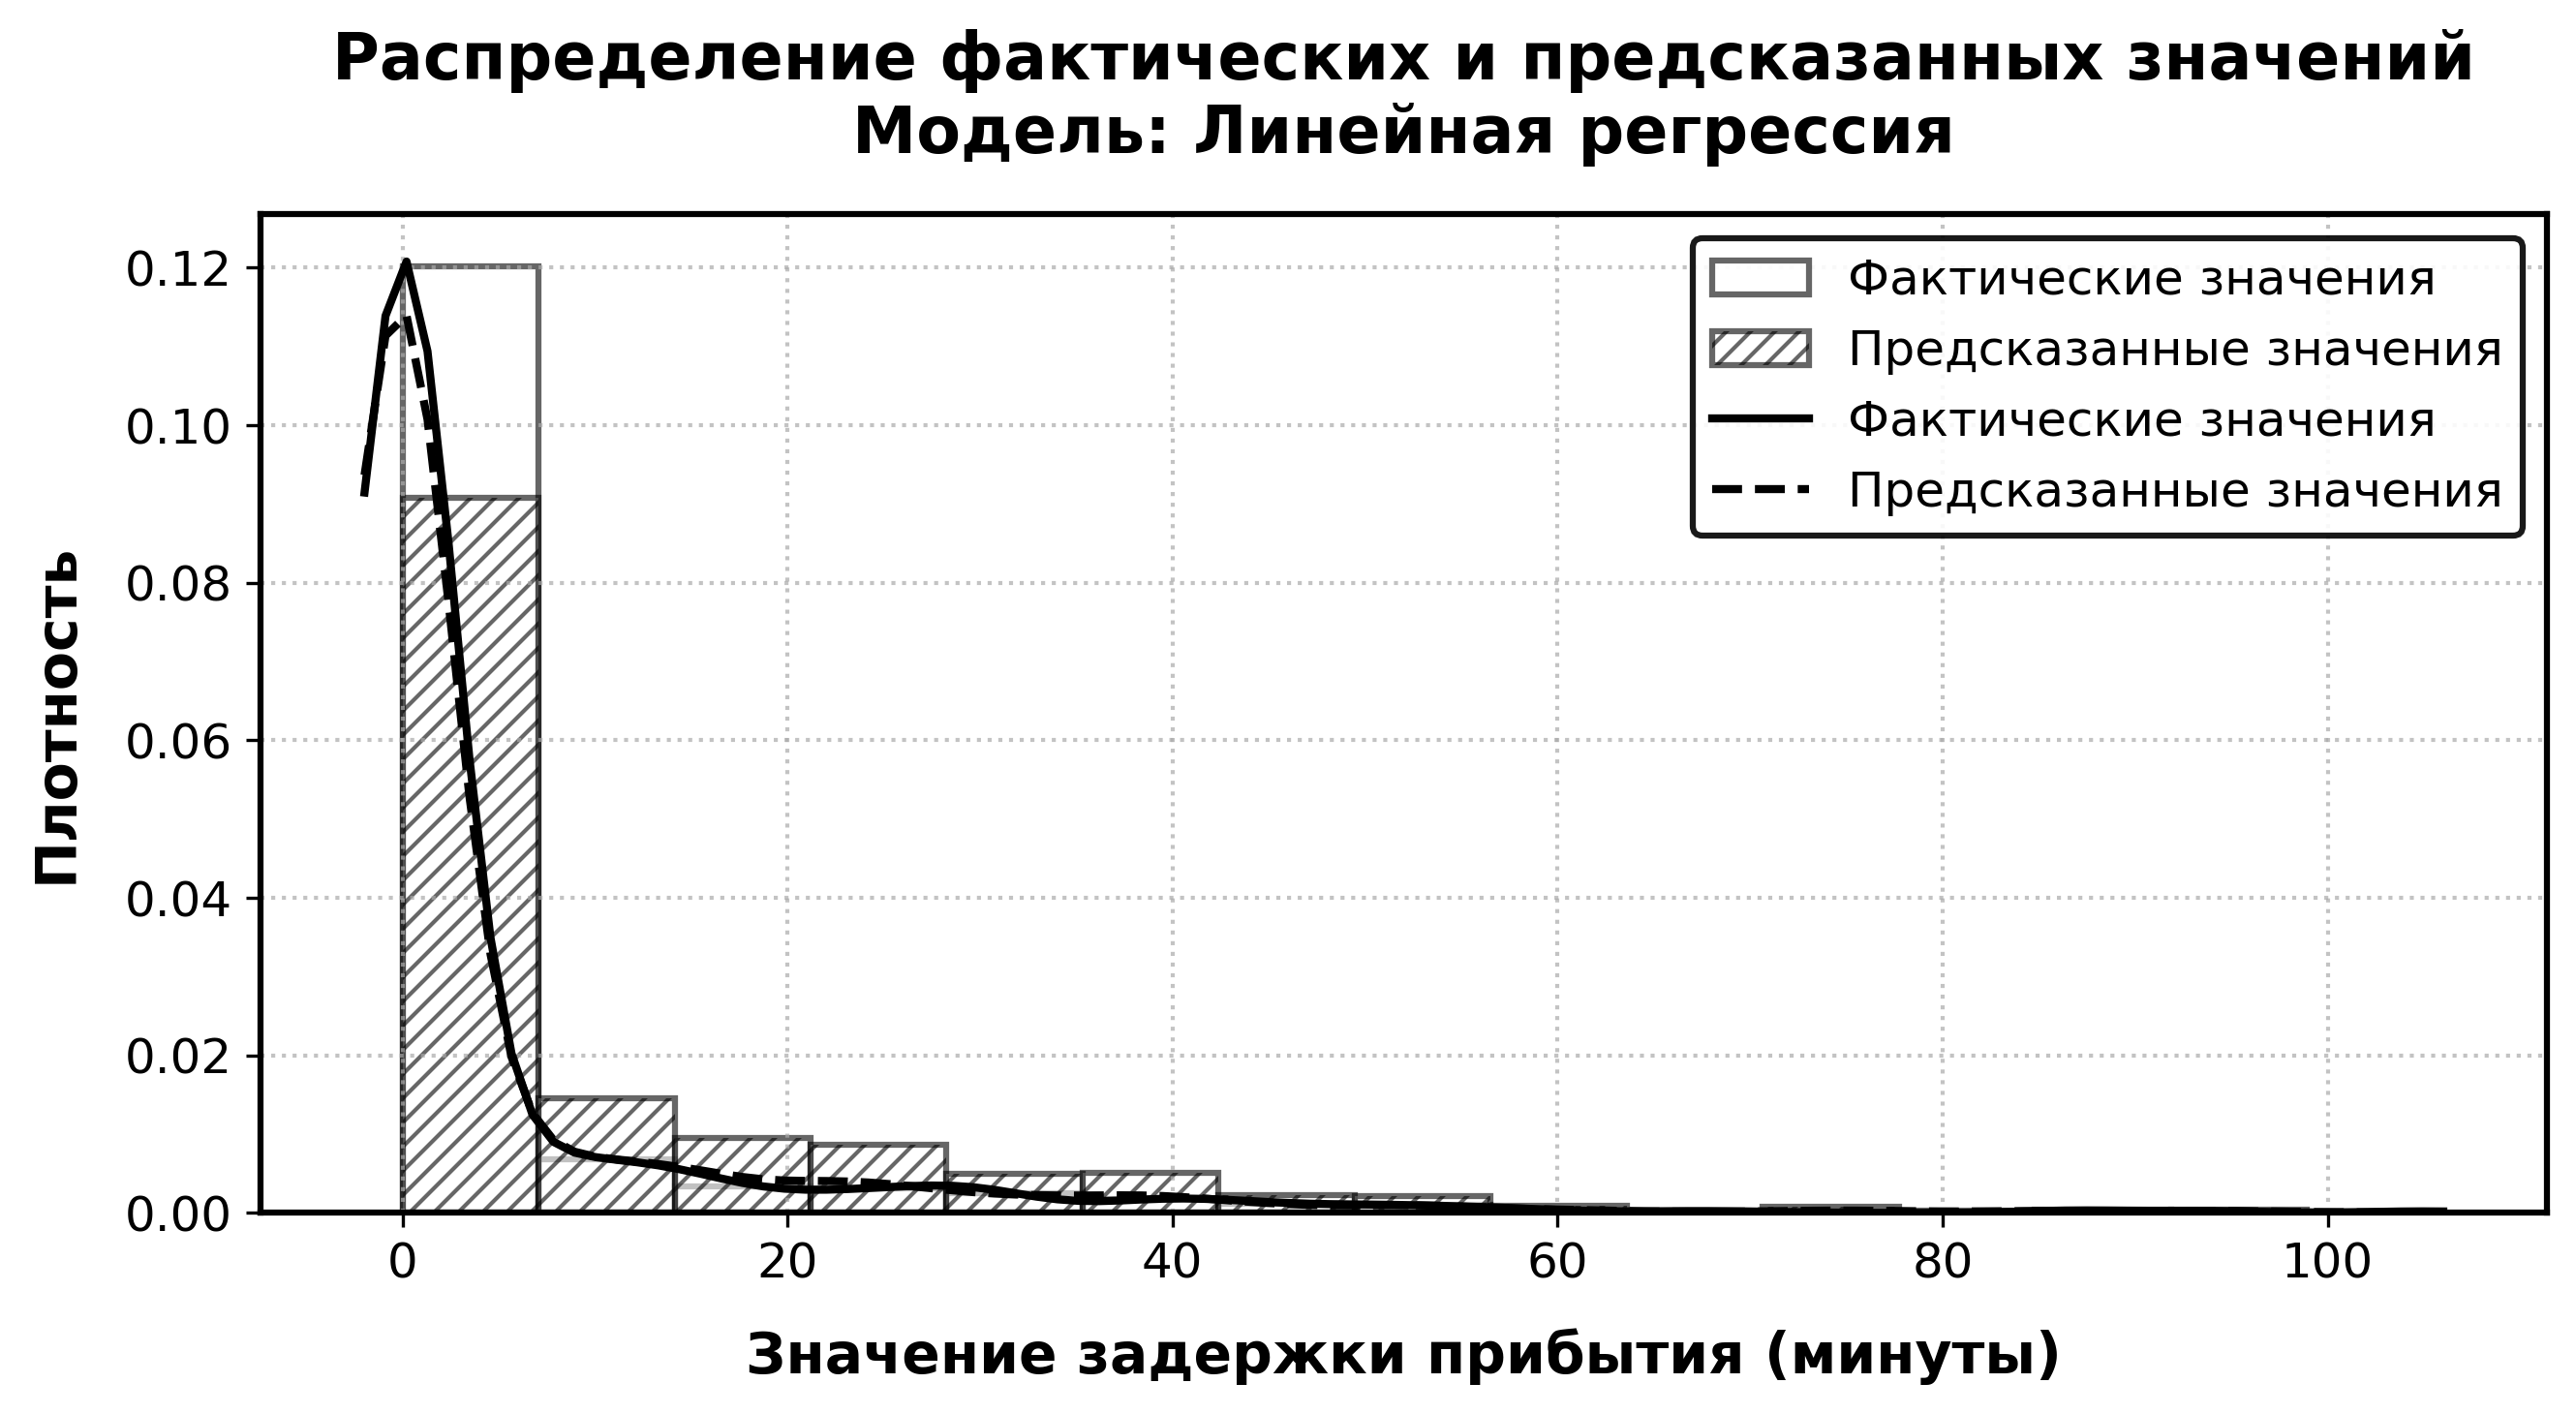 Распределение фактических и предсказанных значений
Модель: Линейная регрессия
Фактические значения
Предсказанные значения
Фактические значения
Предсказанные значения
Плотность
0.12
0.10
0.08
0.06
0.04
0.02
0.00
0 20 40 60 80 100
Значение задержки прибытия (минуты)